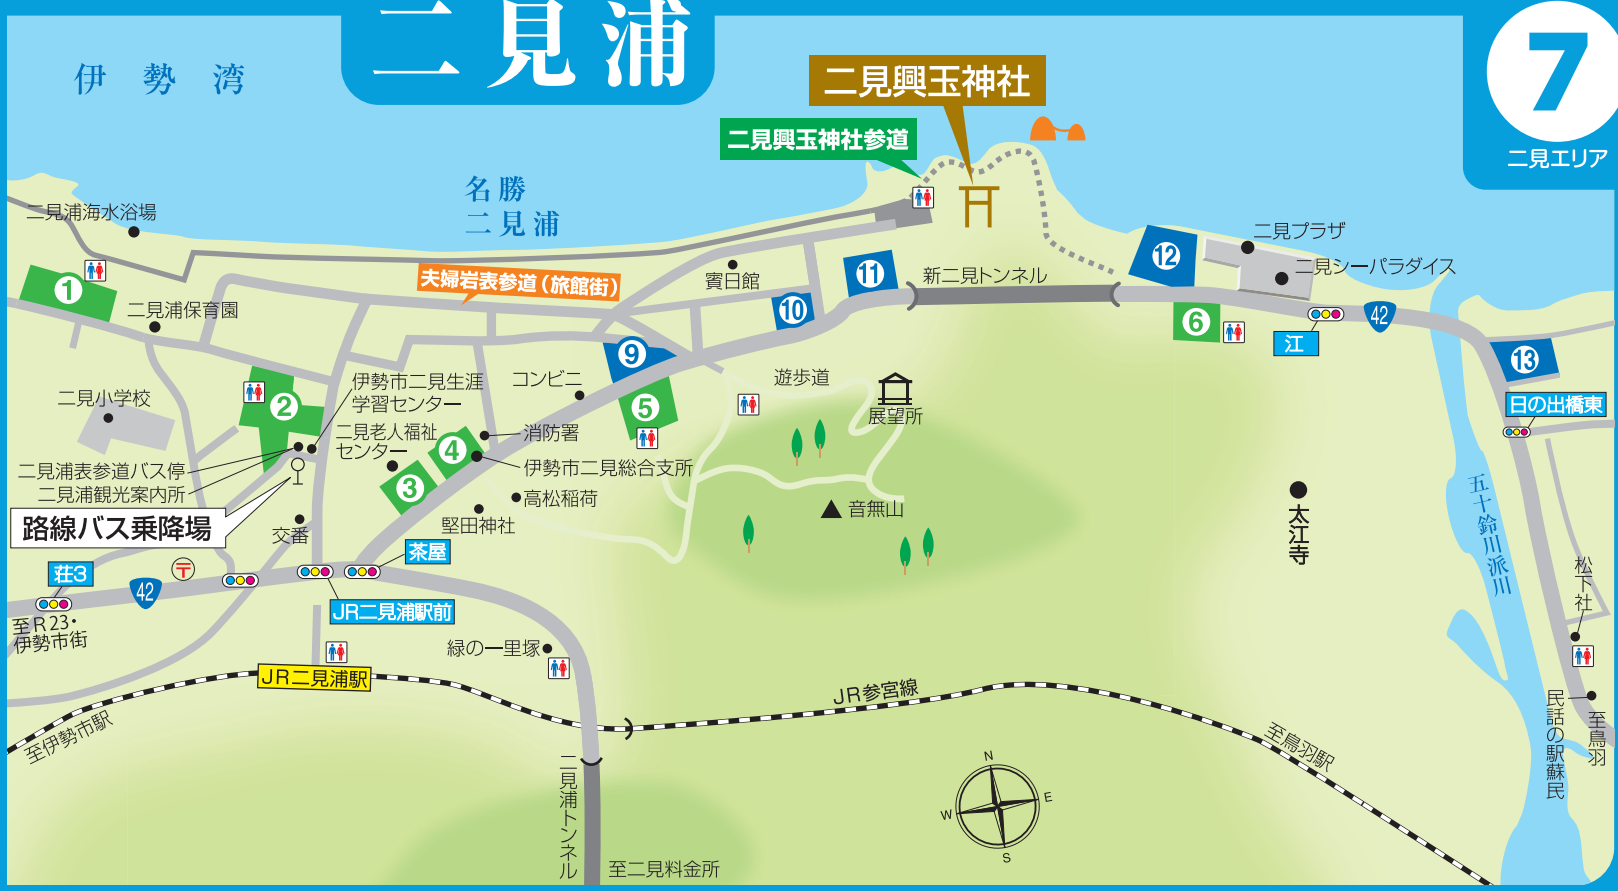 二見浦
7
二見エリア
伊勢湾
二見興玉神社
二見興玉神社参道
名勝
二見浦
二見浦海水浴場
夫婦岩表参道(旅館街)
賓日館
新二見トンネル
二見プラザ
二見シーパラダイス
1
11
12
10
6
42
江
9
13
二見浦保育園
伊勢市二見生涯
学習センター
コンビニ
遊歩道
展望所
日の出橋東
二見小学校
2
5
二見老人福祉
センター
4
消防署
二見浦表参道バス停
二見浦観光案内所
3
伊勢市二見総合支所
高松稲荷
音無山
太江寺
五十鈴川派川
路線バス乗降場
交番
堅田神社
茶屋
荘3
〒
42
JR二見浦駅前
至R23・
伊勢市街
松下社
緑の一里塚
JR二見浦駅
JR参宮線
至伊勢市駅
至鳥羽駅
民話の駅蘇民
至鳥羽
N
E
W
S
二見浦トンネル
至二見料金所